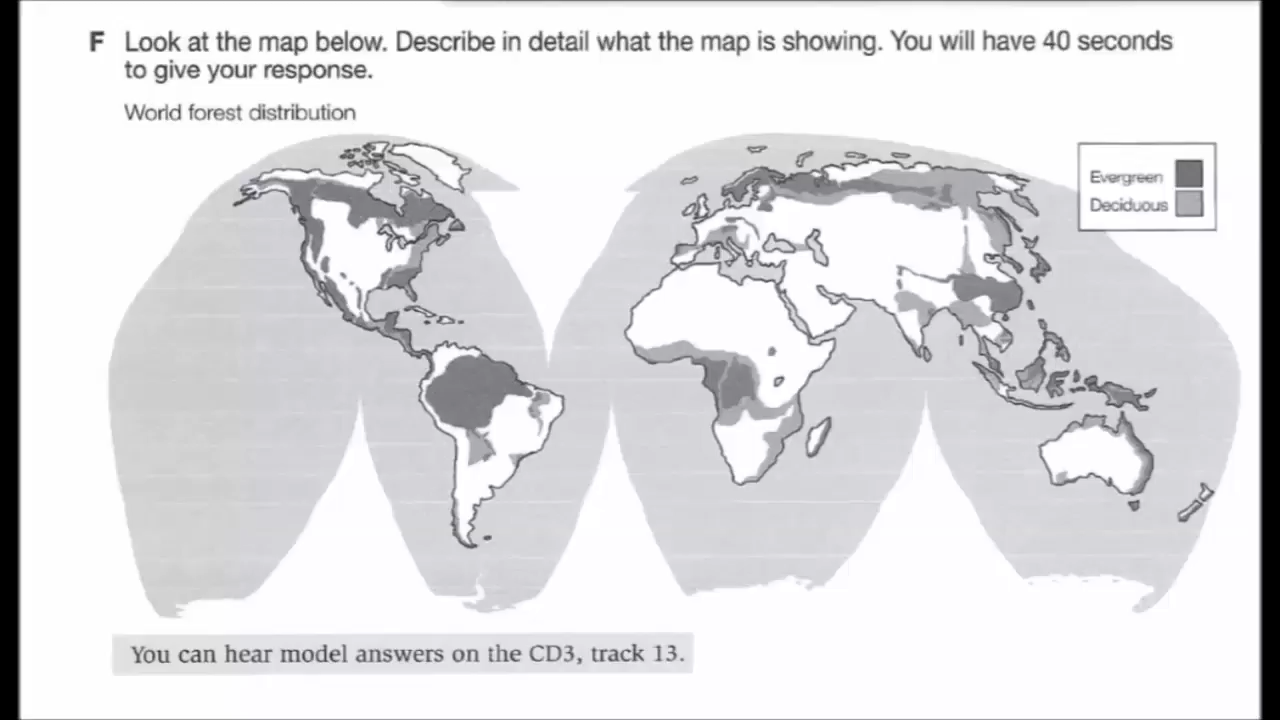 F Look at the map below. Describe in detail what the map is showing. You will have 40 seconds
to give your response.
World forest distribution
Evergreen
Deciduous
You can hear model answers on the CD3, track 13.